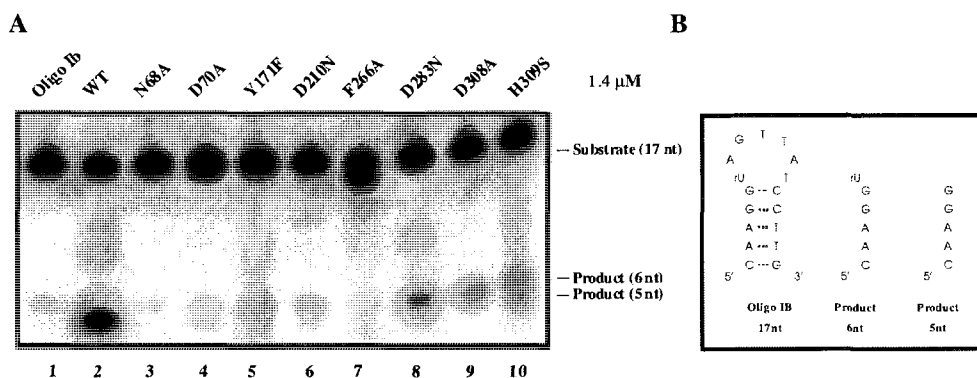 A
B
Oligo Ib WT N68A D70A Y171F D210N F266A D283N D308A H309S
1.4 µM
Substrate (17 nt)
Product (6nt)
Product (5nt)
1 2 3 4 5 6 7 8 9 10
T T
G T
A A
rU T rU
G C G G
G C G G
A T A A
A T A A
C G C C
5' 3' 5' 5'
Oligo IB Product Product
17nt 6nt 5nt